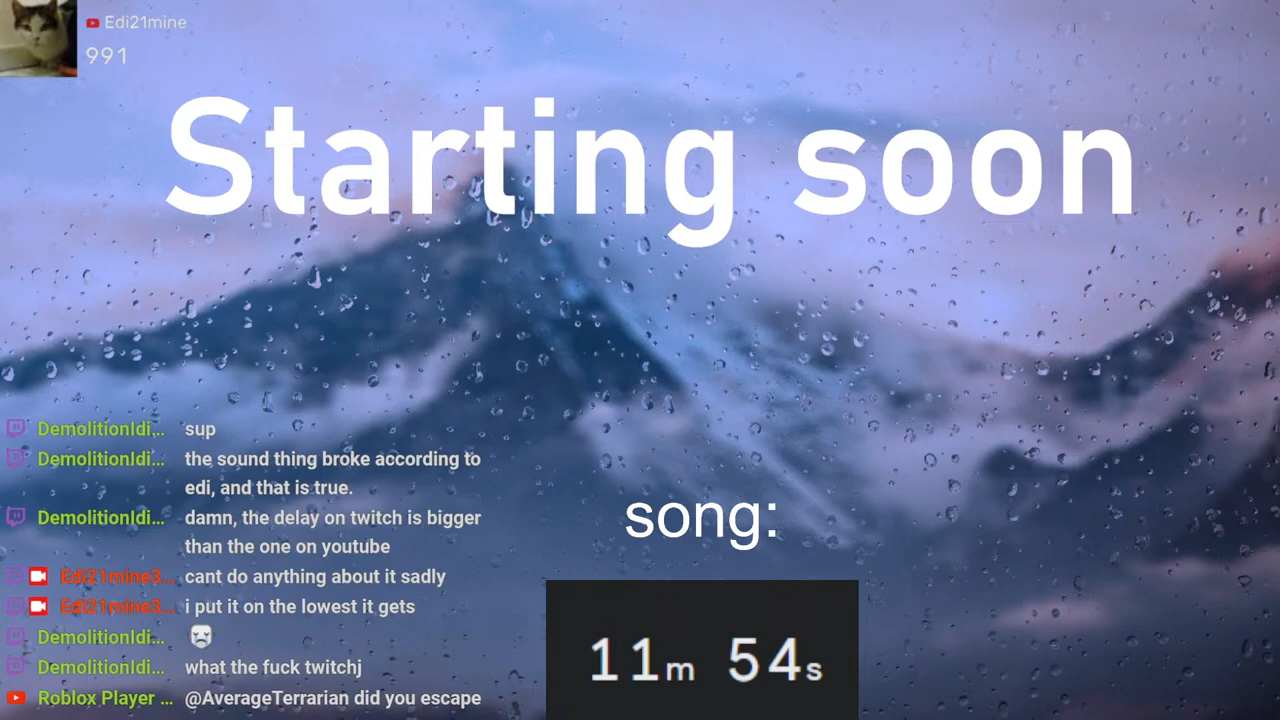 Edi21mine
991
Starting soon
DemolitionIdi... sup
DemolitionIdi... the sound thing broke according to
edi, and that is true.
DemolitionIdi... damn, the delay on twitch is bigger
than the one on youtube
Edi21mine3... cant do anything about it sadly
Edi21mine3... i put it on the lowest it gets
DemolitionIdi...
DemolitionIdi... what the fuck twitchj
Roblox Player ... @AverageTerrarian did you escape
song:
11m 54s